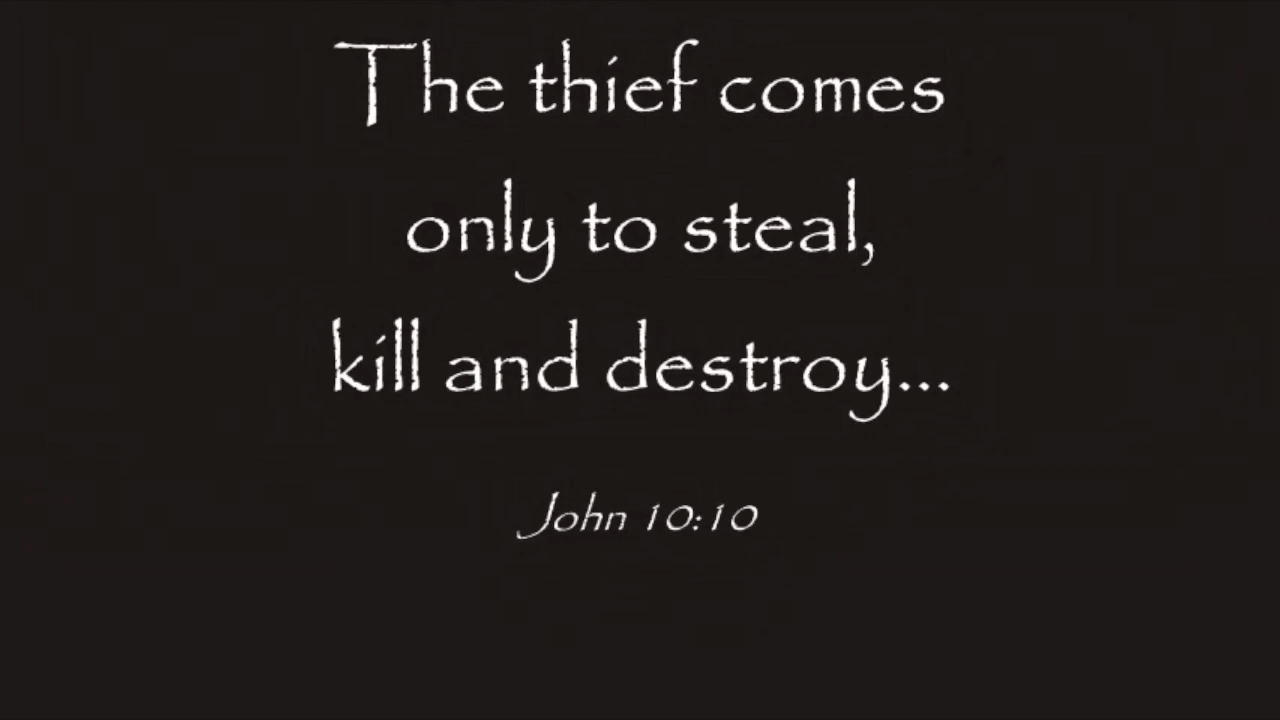 The thief comes
only to steal,
kill and destroy...
John 10:10